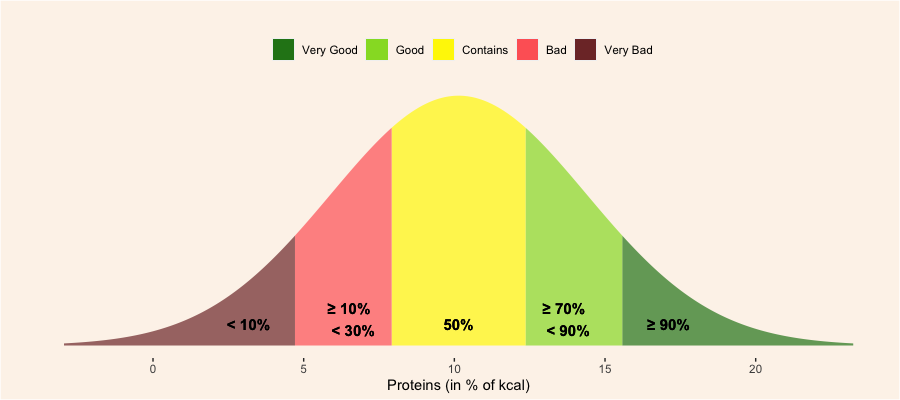 Very Good Good Contains Bad Very Bad
≥ 10% ≥ 70%
< 10% < 30% 50% < 90% ≥ 90%
0 5 10 15 20
Proteins (in % of kcal)